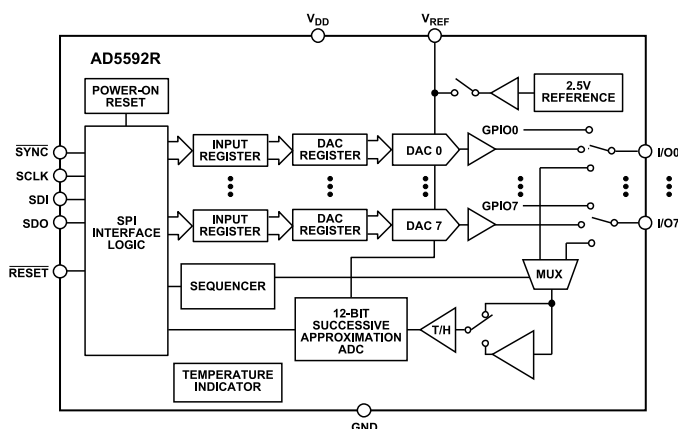 VDD
VREF
AD5592R
POWER-ON
RESET
2.5V
REFERENCE
GPIO0
SYNC
SCLK
SDI
SDO
RESET
SPI
INTERFACE
LOGIC
INPUT
REGISTER
DAC
REGISTER
DAC 0
I/O0
INPUT
REGISTER
DAC
REGISTER
DAC 7
GPIO7
I/O7
SEQUENCER
MUX
12-BIT
SUCCESSIVE
APPROXIMATION
ADC
T/H
TEMPERATURE
INDICATOR
GND